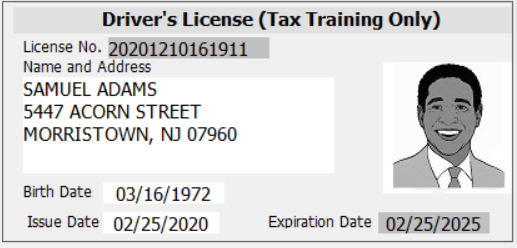 Driver's License (Tax Training Only)
License No. 20201210161911
Name and Address
SAMUEL ADAMS
5447 ACORN STREET
MORRISTOWN, NJ 07960
Birth Date 03/16/1972
Issue Date 02/25/2020 Expiration Date 02/25/2025